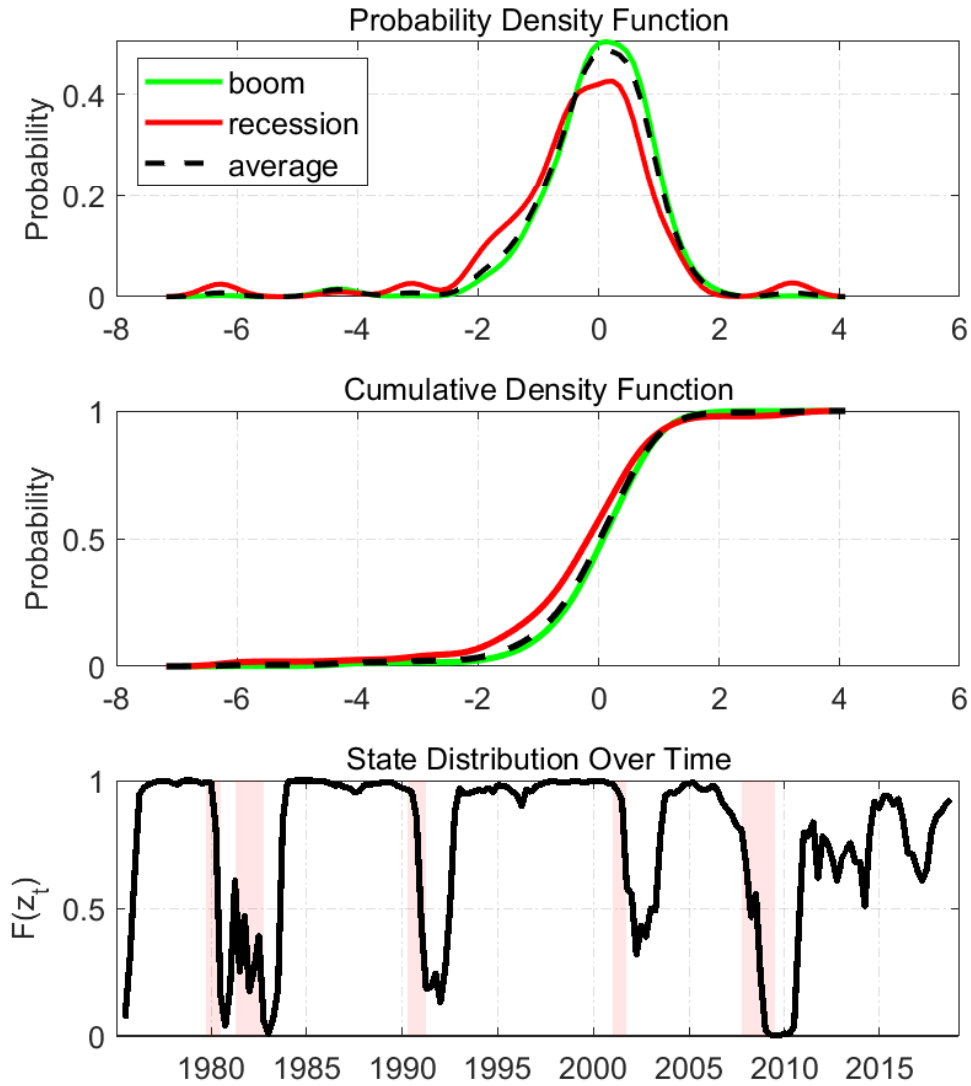 Probability Density Function
Probability
0.4
0.2
0
boom
recession
average
-8 -6 -4 -2 0 2 4 6
Cumulative Density Function
Probability
1
0.5
0
-8 -6 -4 -2 0 2 4 6
State Distribution Over Time
F(z_t)
1
0.5
0
1980 1985 1990 1995 2000 2005 2010 2015